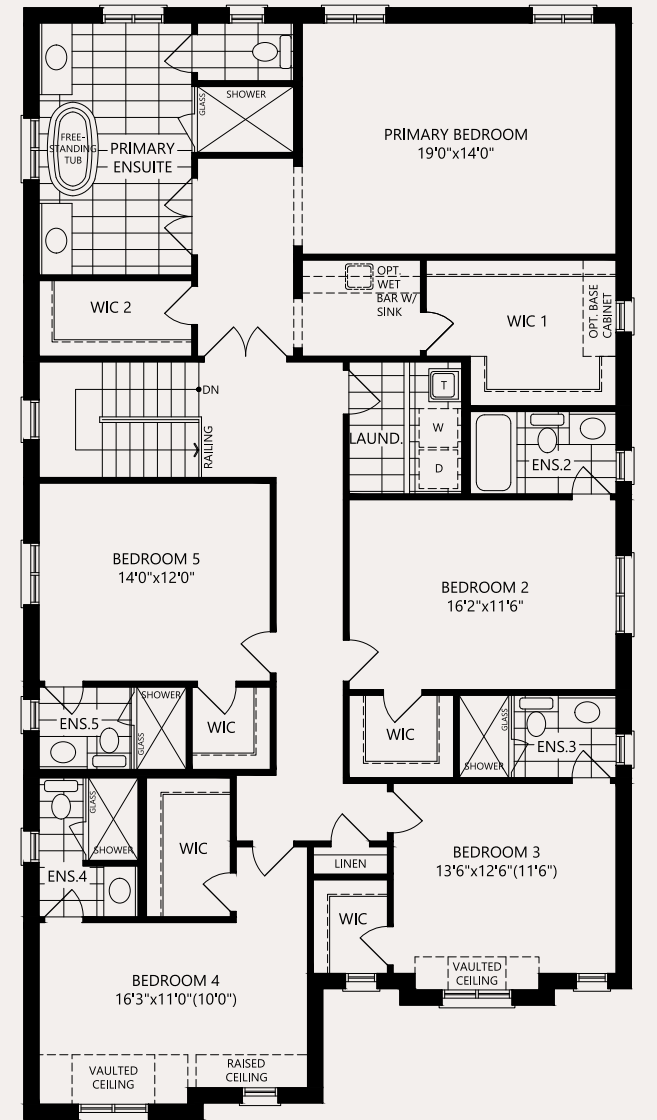 SHOWER
GLASS
FREE-
STANDING
TUB
PRIMARY
ENSUITE
PRIMARY BEDROOM
19'0"x14'0"
OPT.
WET
BAR W/
SINK
WIC 2
WIC 1
OPT. BASE
CABINET
DN
RAILING
T
W
D
LAUND.
ENS.2
BEDROOM 5
14'0"x12'0"
BEDROOM 2
16'2"x11'6"
SHOWER
GLASS
ENS.5
WIC
WIC
GLASS
SHOWER
ENS.3
GLASS
SHOWER
ENS.4
WIC
LINEN
BEDROOM 3
13'6"x12'6"(11'6")
WIC
VAULTED
CEILING
BEDROOM 4
16'3"x11'0"(10'0")
VAULTED
CEILING
RAISED
CEILING